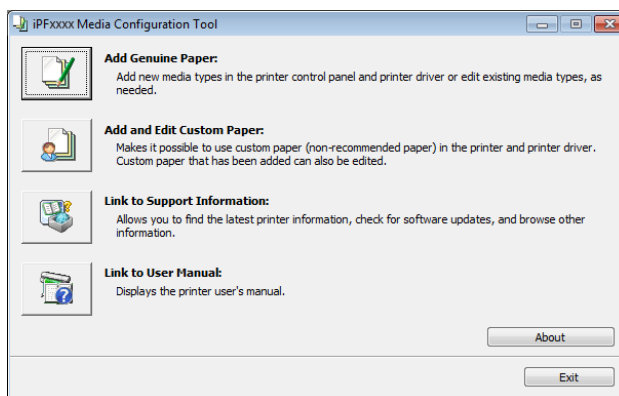 iPFxxxx Media Configuration Tool
Add Genuine Paper:
Add new media types in the printer control panel and printer driver or edit existing media types, as
needed.
Add and Edit Custom Paper:
Makes it possible to use custom paper (non-recommended paper) in the printer and printer driver.
Custom paper that has been added can also be edited.
Link to Support Information:
Allows you to find the latest printer information, check for software updates, and browse other
information.
Link to User Manual:
Displays the printer user's manual.
About
Exit